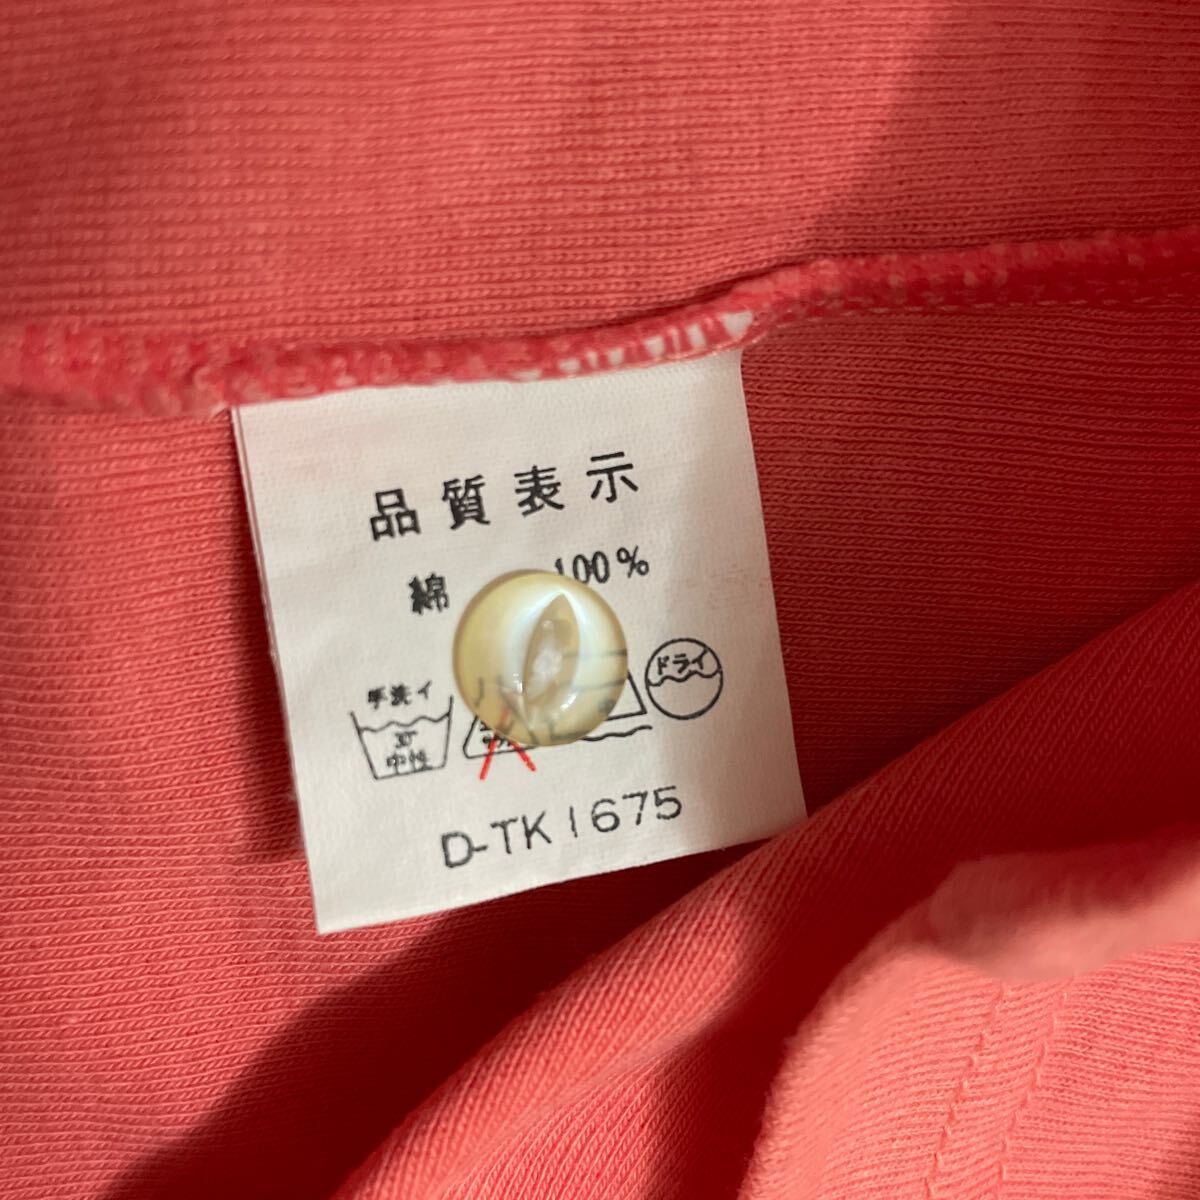 品質表示
綿 100%
手洗イ
30
中性
ドライ
D-TK1675